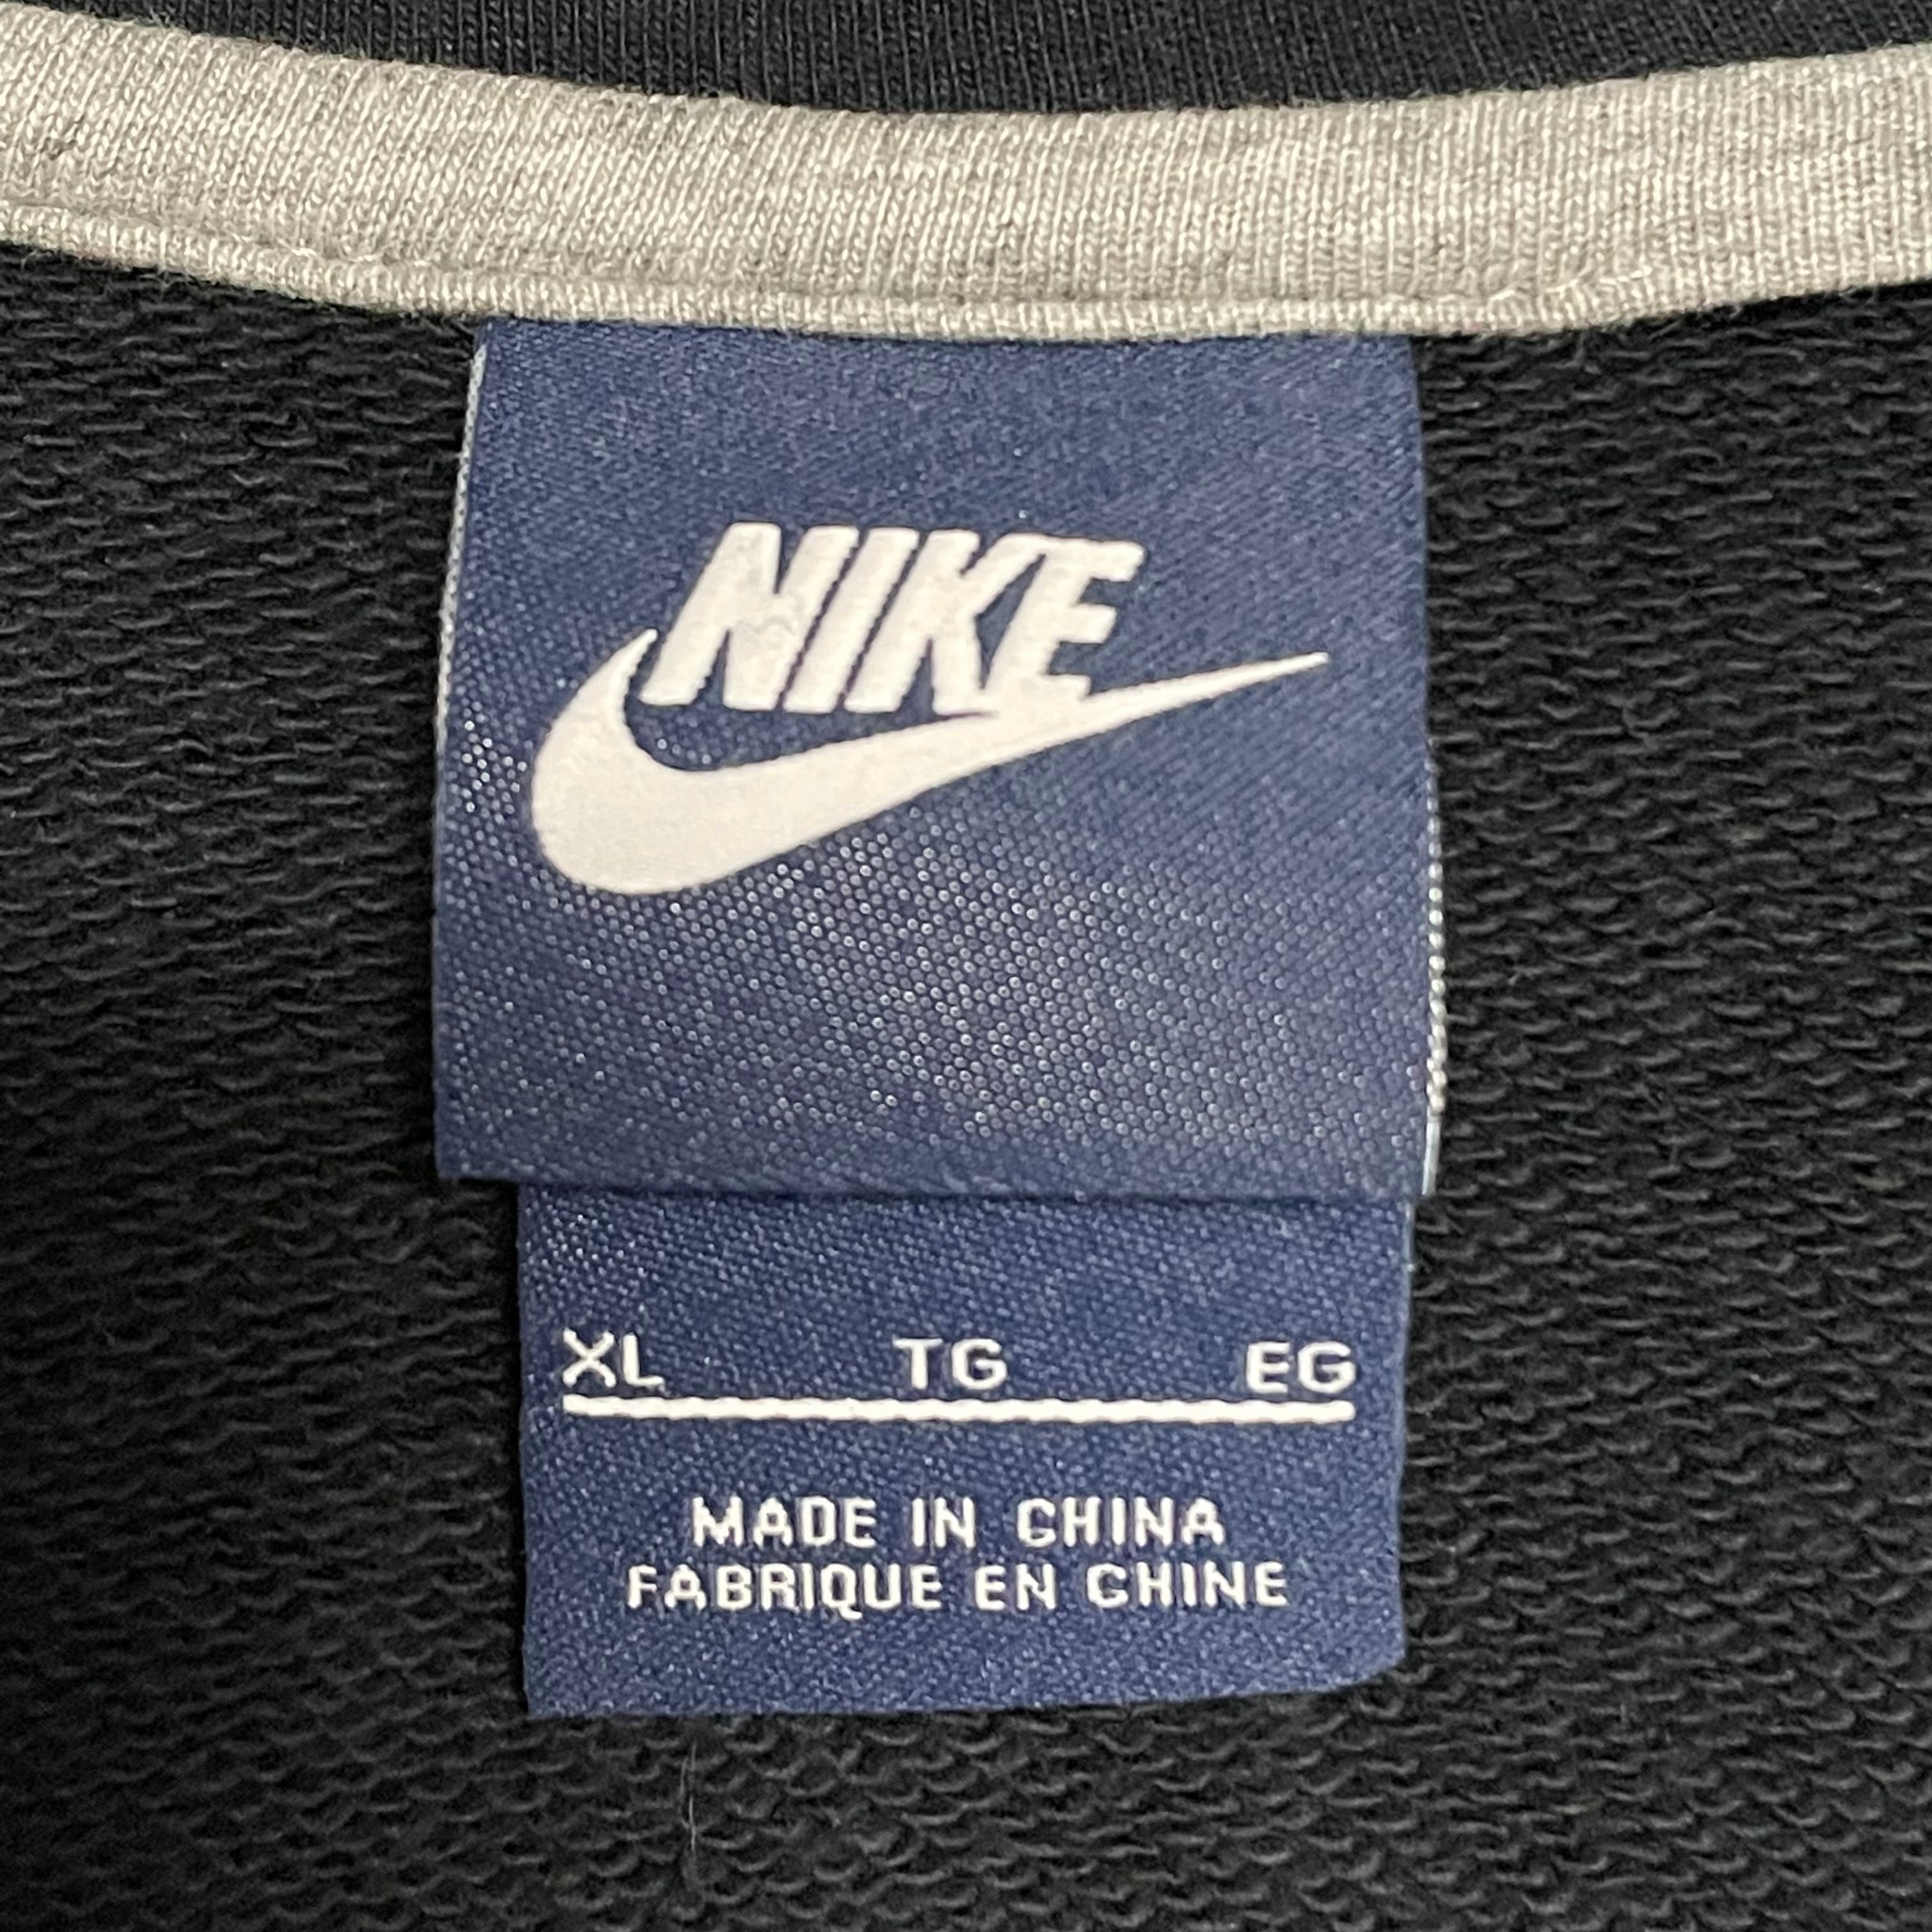 NIKE
XL TG EG
MADE IN CHINA
FABRIQUE EN CHINE